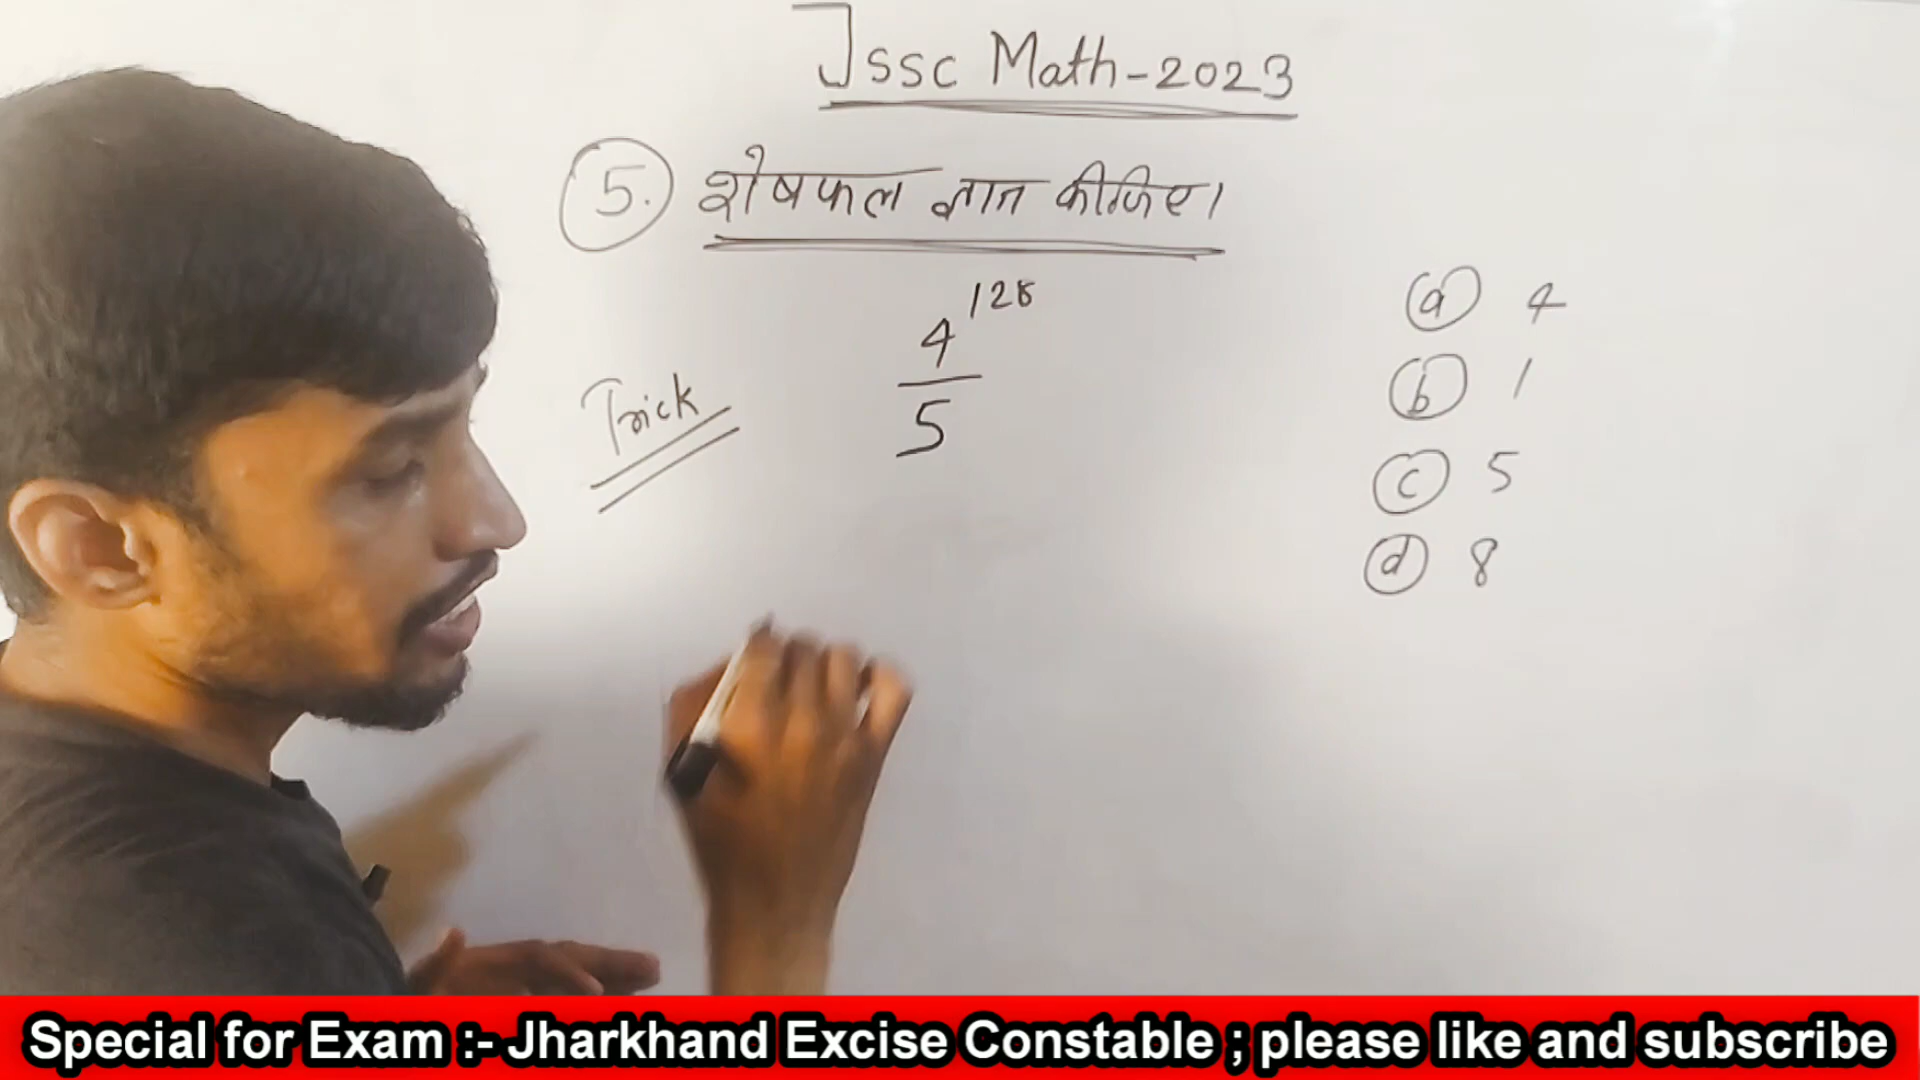 JSSC Math-2023
5. शेषफल ज्ञात कीजिए।
4^128
5
Trick
a 4
b 1
c 5
d 8
Special for Exam :- Jharkhand Excise Constable ; please like and subscribe